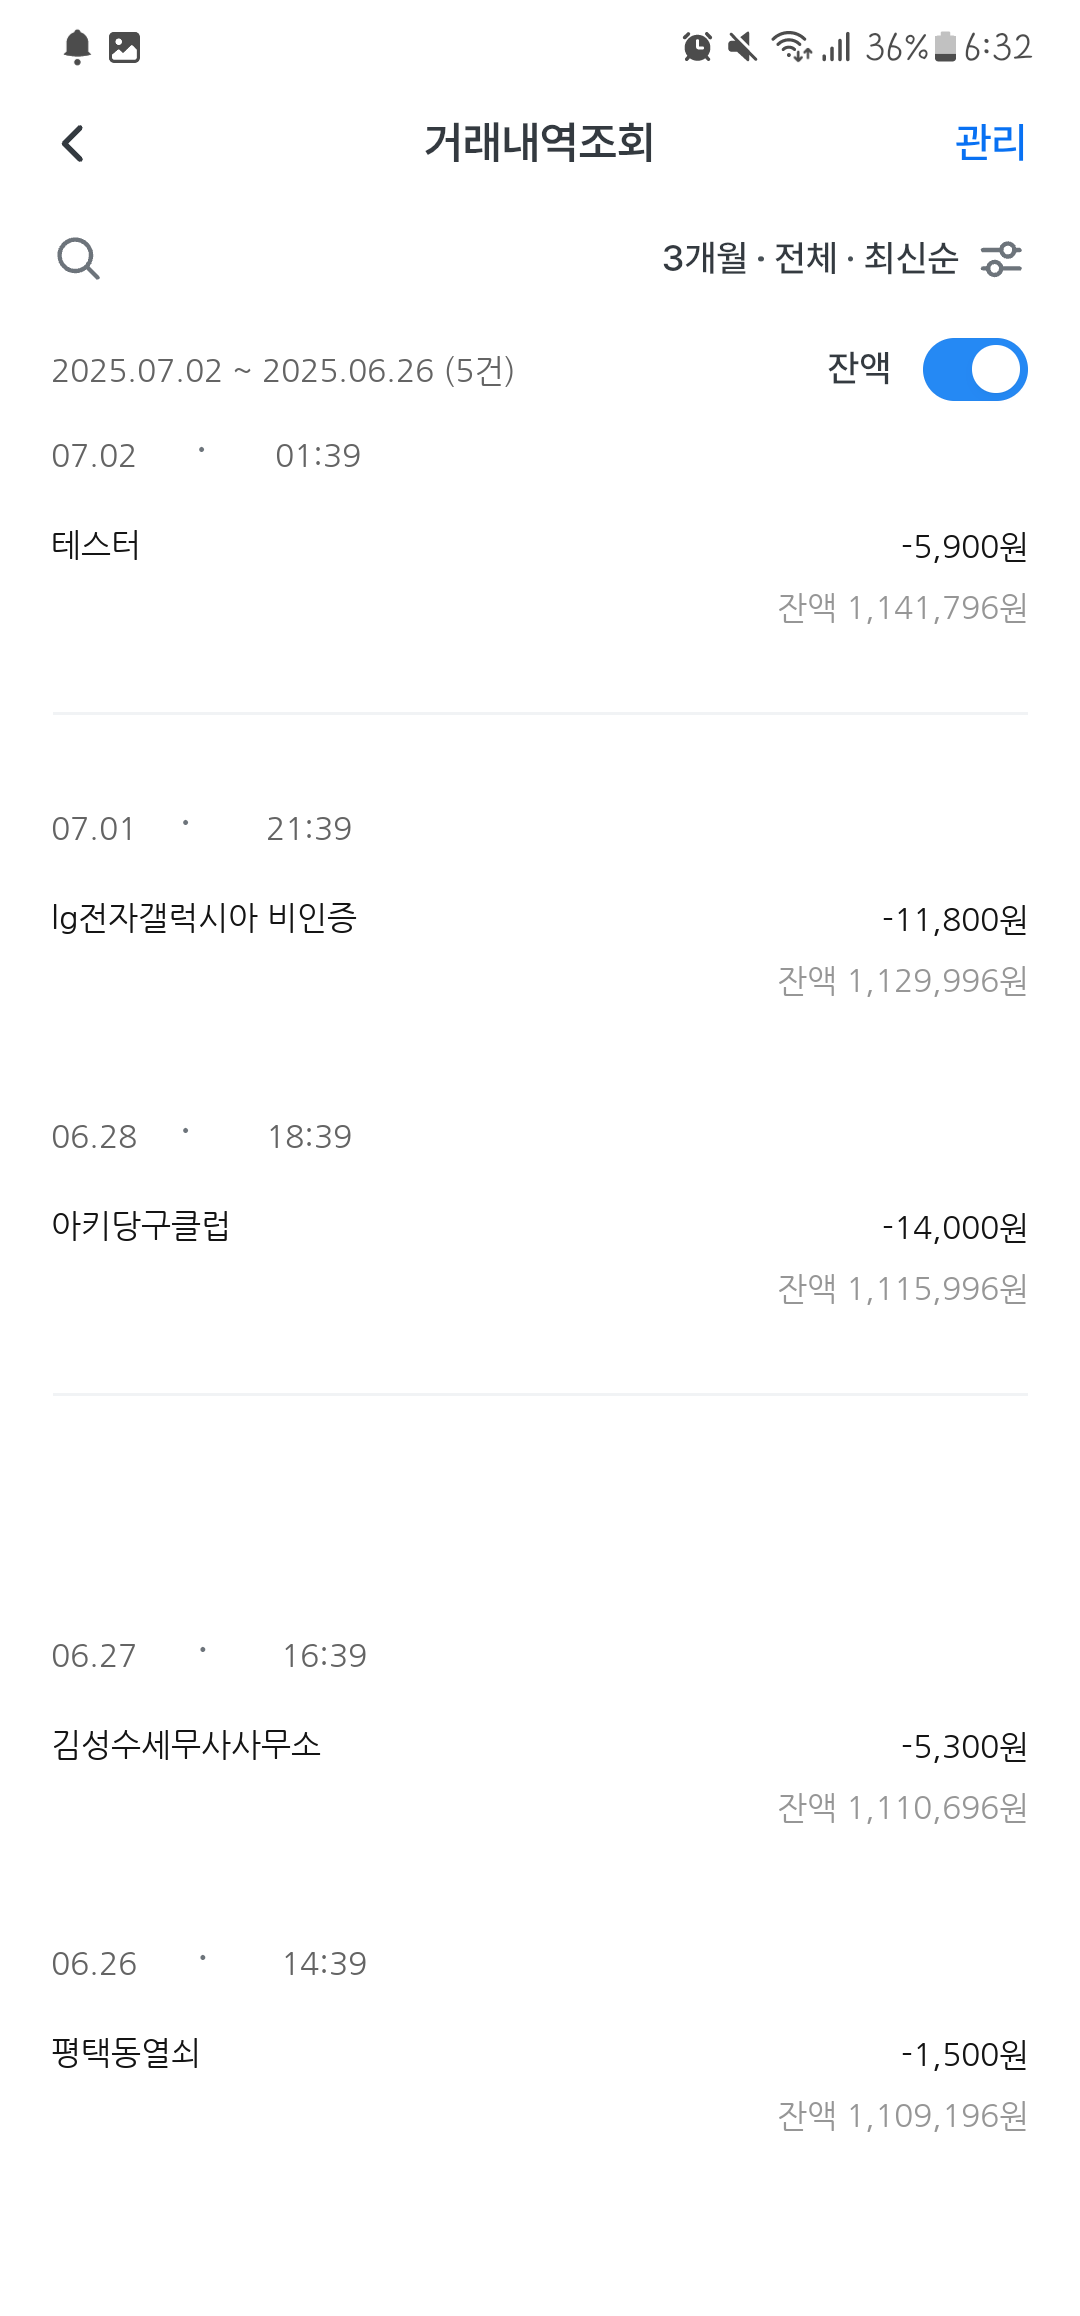 36% 6:32
거래내역조회 관리
3개월 · 전체 · 최신순
2025.07.02 ~ 2025.06.26 (5건) 잔액
07.02 · 01:39
테스터 -5,900원
잔액 1,141,796원
07.01 · 21:39
lg전자갤럭시아 비인증 -11,800원
잔액 1,129,996원
06.28 · 18:39
아키당구클럽 -14,000원
잔액 1,115,996원
06.27 · 16:39
김성수세무사사무소 -5,300원
잔액 1,110,696원
06.26 · 14:39
평택동열쇠 -1,500원
잔액 1,109,196원